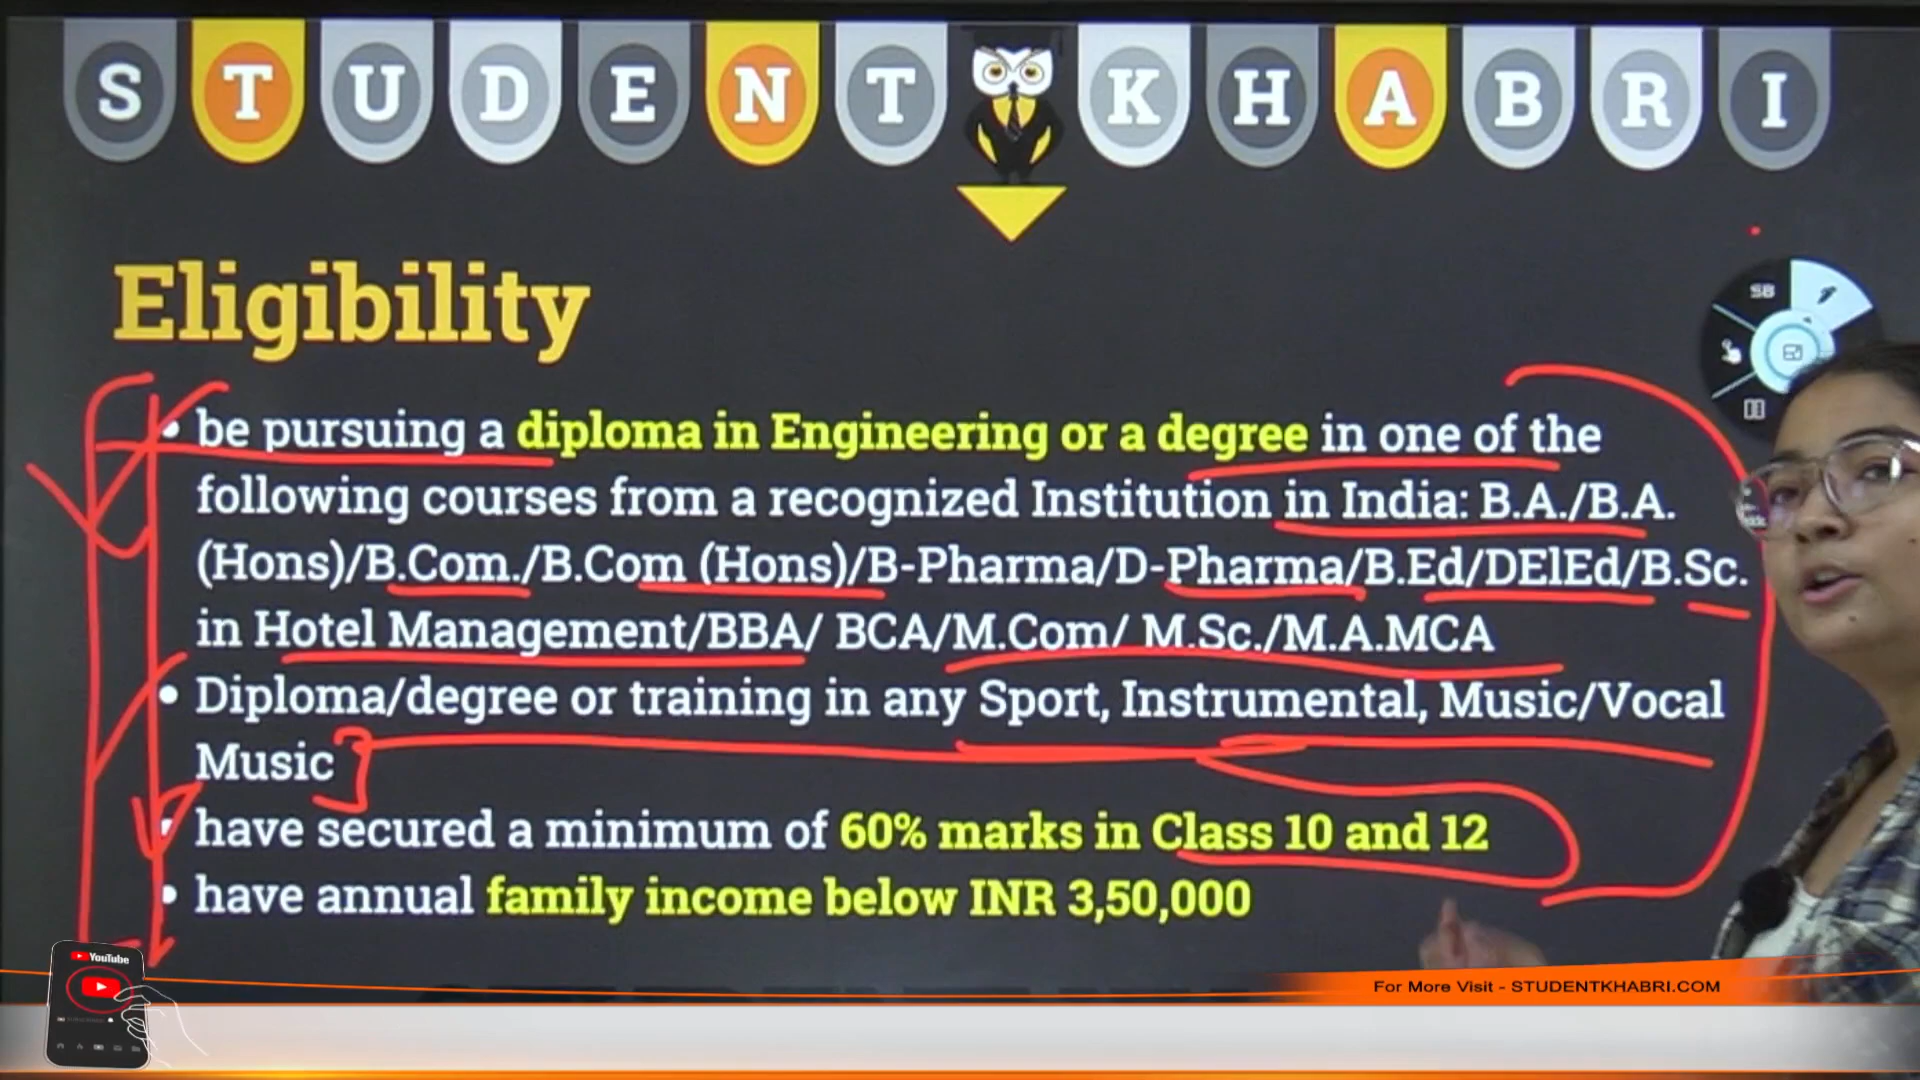 STUDENT KHABRI
SB
Eligibility
• be pursuing a diploma in Engineering or a degree in one of the
following courses from a recognized Institution in India: B.A./B.A.
(Hons)/B.Com./B.Com (Hons)/B-Pharma/D-Pharma/B.Ed/DElEd/B.Sc.
in Hotel Management/BBA/ BCA/M.Com/ M.Sc./M.A.MCA
• Diploma/degree or training in any Sport, Instrumental, Music/Vocal
Music
• have secured a minimum of 60% marks in Class 10 and 12
• have annual family income below INR 3,50,000
YouTube
For More Visit - STUDENTKHABRI.COM